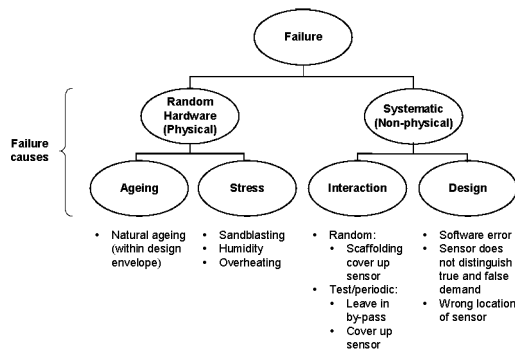 Failure
Random
Hardware
(Physical)
Systematic
(Non-physical)
Failure
causes
Ageing
Stress
Interaction
Design
• Natural ageing
(within design
envelope)
• Sandblasting
• Humidity
• Overheating
• Random:
• Scaffolding
cover up
sensor
• Test/periodic:
• Leave in
by-pass
• Cover up
sensor
• Software error
• Sensor does
not distinguish
true and false
demand
• Wrong location
of sensor